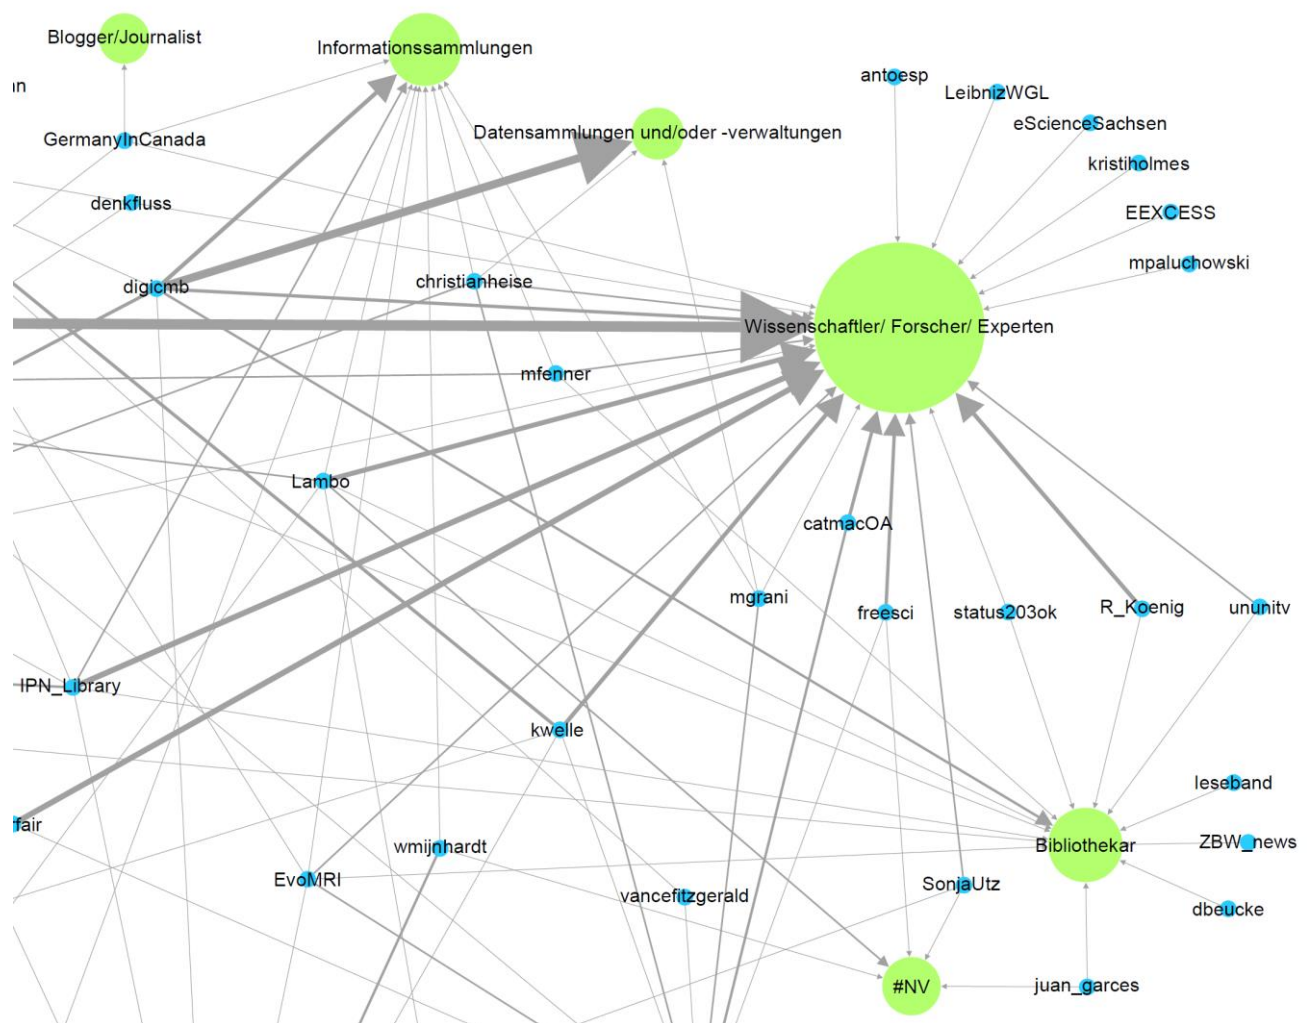 Blogger/Journalist
Informationssammlungen
antoesp
nn
LeibnizWGL
eScienceSachsen
Datensammlungen und/oder -verwaltungen
GermanyInCanada
kristiholmes
denkfluss
EEXCESS
mpaluchowski
christianheise
digicmb
Wissenschaftler/ Forscher/ Experten
mfenner
Lambo
catmacOA
mgrani
freesci
status203ok
R_Koenig
ununitv
IPN_Library
kwelle
leseband
fair
Bibliothekar
ZBW_news
wmijnhardt
EvoMRI
SonjaUtz
vancefitzgerald
dbeucke
#NV
juan_garces